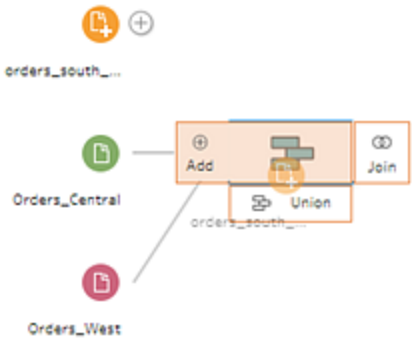 orders_south_...
Add
Join
Orders_Central
Union
orders_south_...
Orders_West